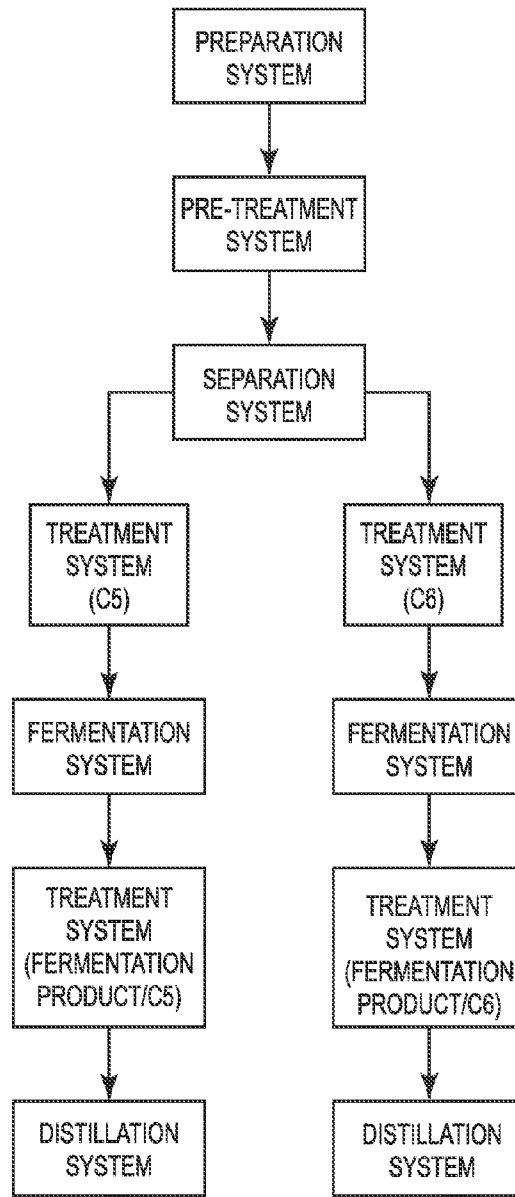 PREPARATION
SYSTEM
PRE-TREATMENT
SYSTEM
SEPARATION
SYSTEM
TREATMENT
SYSTEM
(C5)
TREATMENT
SYSTEM
(C6)
FERMENTATION
SYSTEM
FERMENTATION
SYSTEM
TREATMENT
SYSTEM
(FERMENTATION
PRODUCT/C5)
TREATMENT
SYSTEM
(FERMENTATION
PRODUCT/C6)
DISTILLATION
SYSTEM
DISTILLATION
SYSTEM